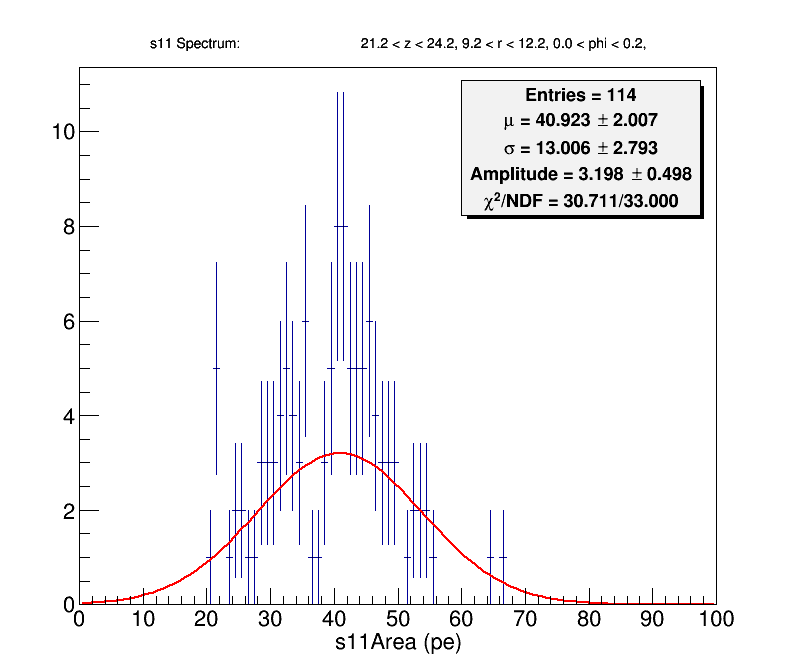 s11 Spectrum: 21.2 < z < 24.2, 9.2 < r < 12.2, 0.0 < phi < 0.2,
Entries = 114
μ = 40.923 ± 2.007
σ = 13.006 ± 2.793
Amplitude = 3.198 ± 0.498
χ²/NDF = 30.711/33.000
10
8
6
4
2
0
0 10 20 30 40 50 60 70 80 90 100
s11Area (pe)